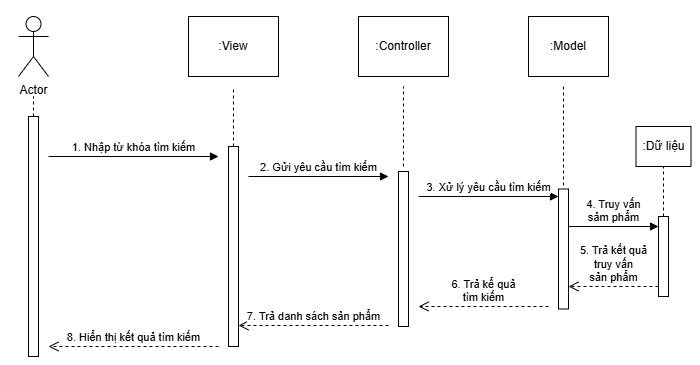 :View
:Controller
:Model
Actor
:Dữ liệu
1. Nhập từ khóa tìm kiếm
2. Gửi yêu cầu tìm kiếm
3. Xử lý yêu cầu tìm kiếm
4. Truy vấn
sảm phẩm
5. Trả kết quả
truy vấn
sản phẩm
6. Trả kể quả
tìm kiếm
7. Trả danh sách sản phẩm
8. Hiển thị kết quả tìm kiếm